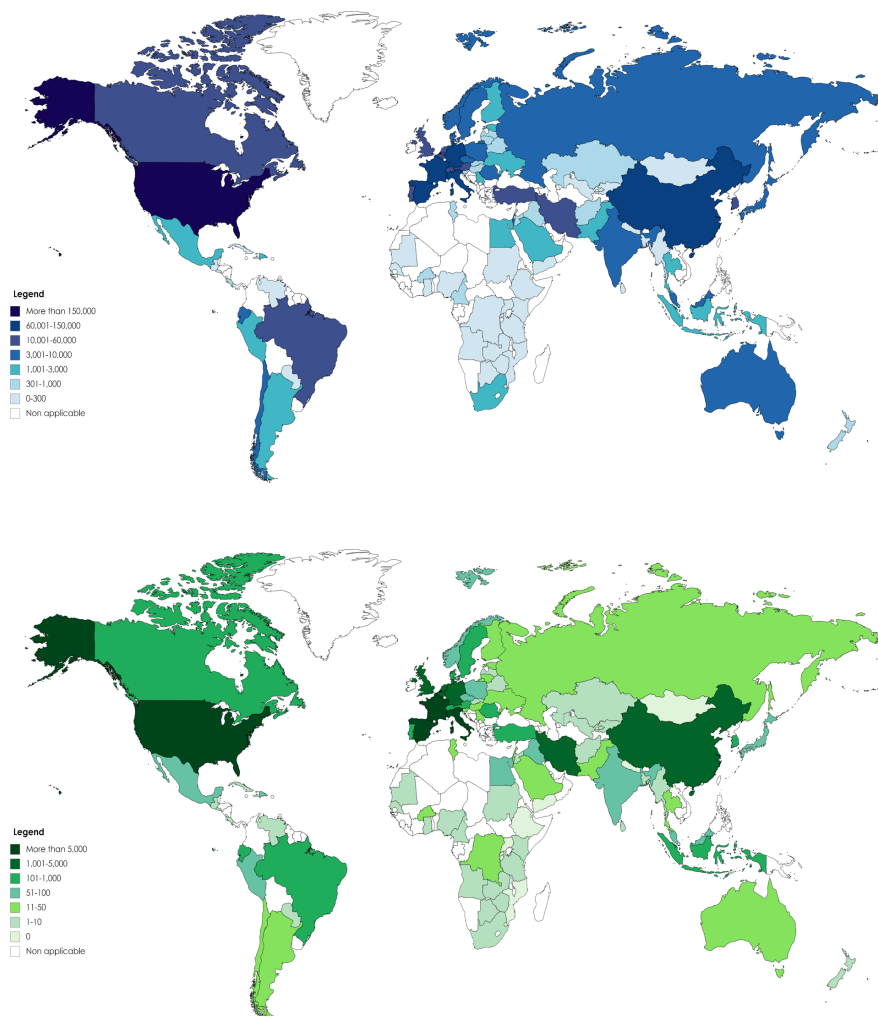 Legend
More than 150,000
60,001-150,000
10,001-60,000
3,001-10,000
1,001-3,000
301-1,000
0-300
Non applicable
Legend
More than 5,000
1,001-5,000
101-1,000
51-100
11-50
1-10
0
Non applicable